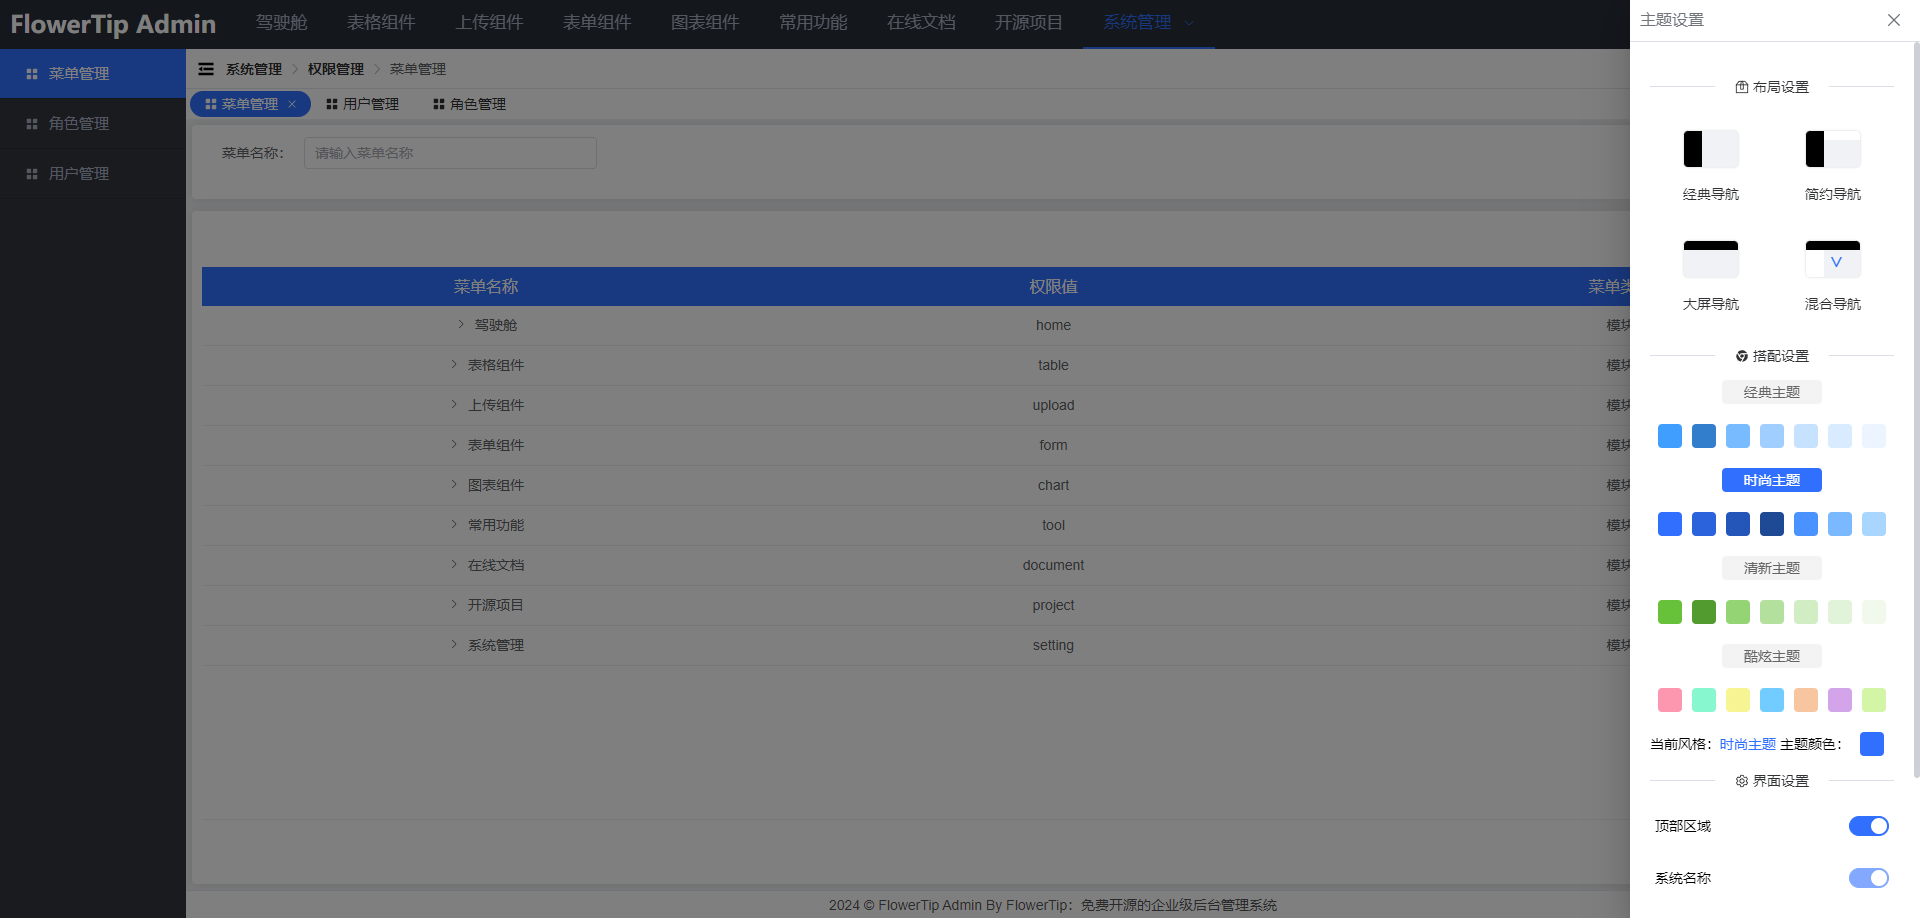 FlowerTip Admin 驾驶舱 表格组件 上传组件 表单组件 图表组件 常用功能 在线文档 开源项目 系统管理
菜单管理
角色管理
用户管理
系统管理 权限管理 菜单管理
菜单管理 用户管理 角色管理
菜单名称： 请输入菜单名称
菜单名称 权限值 菜单
驾驶舱 home 模块
表格组件 table 模块
上传组件 upload 模块
表单组件 form 模块
图表组件 chart 模块
常用功能 tool 模块
在线文档 document 模块
开源项目 project 模块
系统管理 setting 模块
2024 © FlowerTip Admin By FlowerTip：免费开源的企业级后台管理系统
主题设置
布局设置
经典导航 简约导航
大屏导航 混合导航
搭配设置
经典主题
时尚主题
清新主题
酷炫主题
当前风格：时尚主题 主题颜色：
界面设置
顶部区域
系统名称